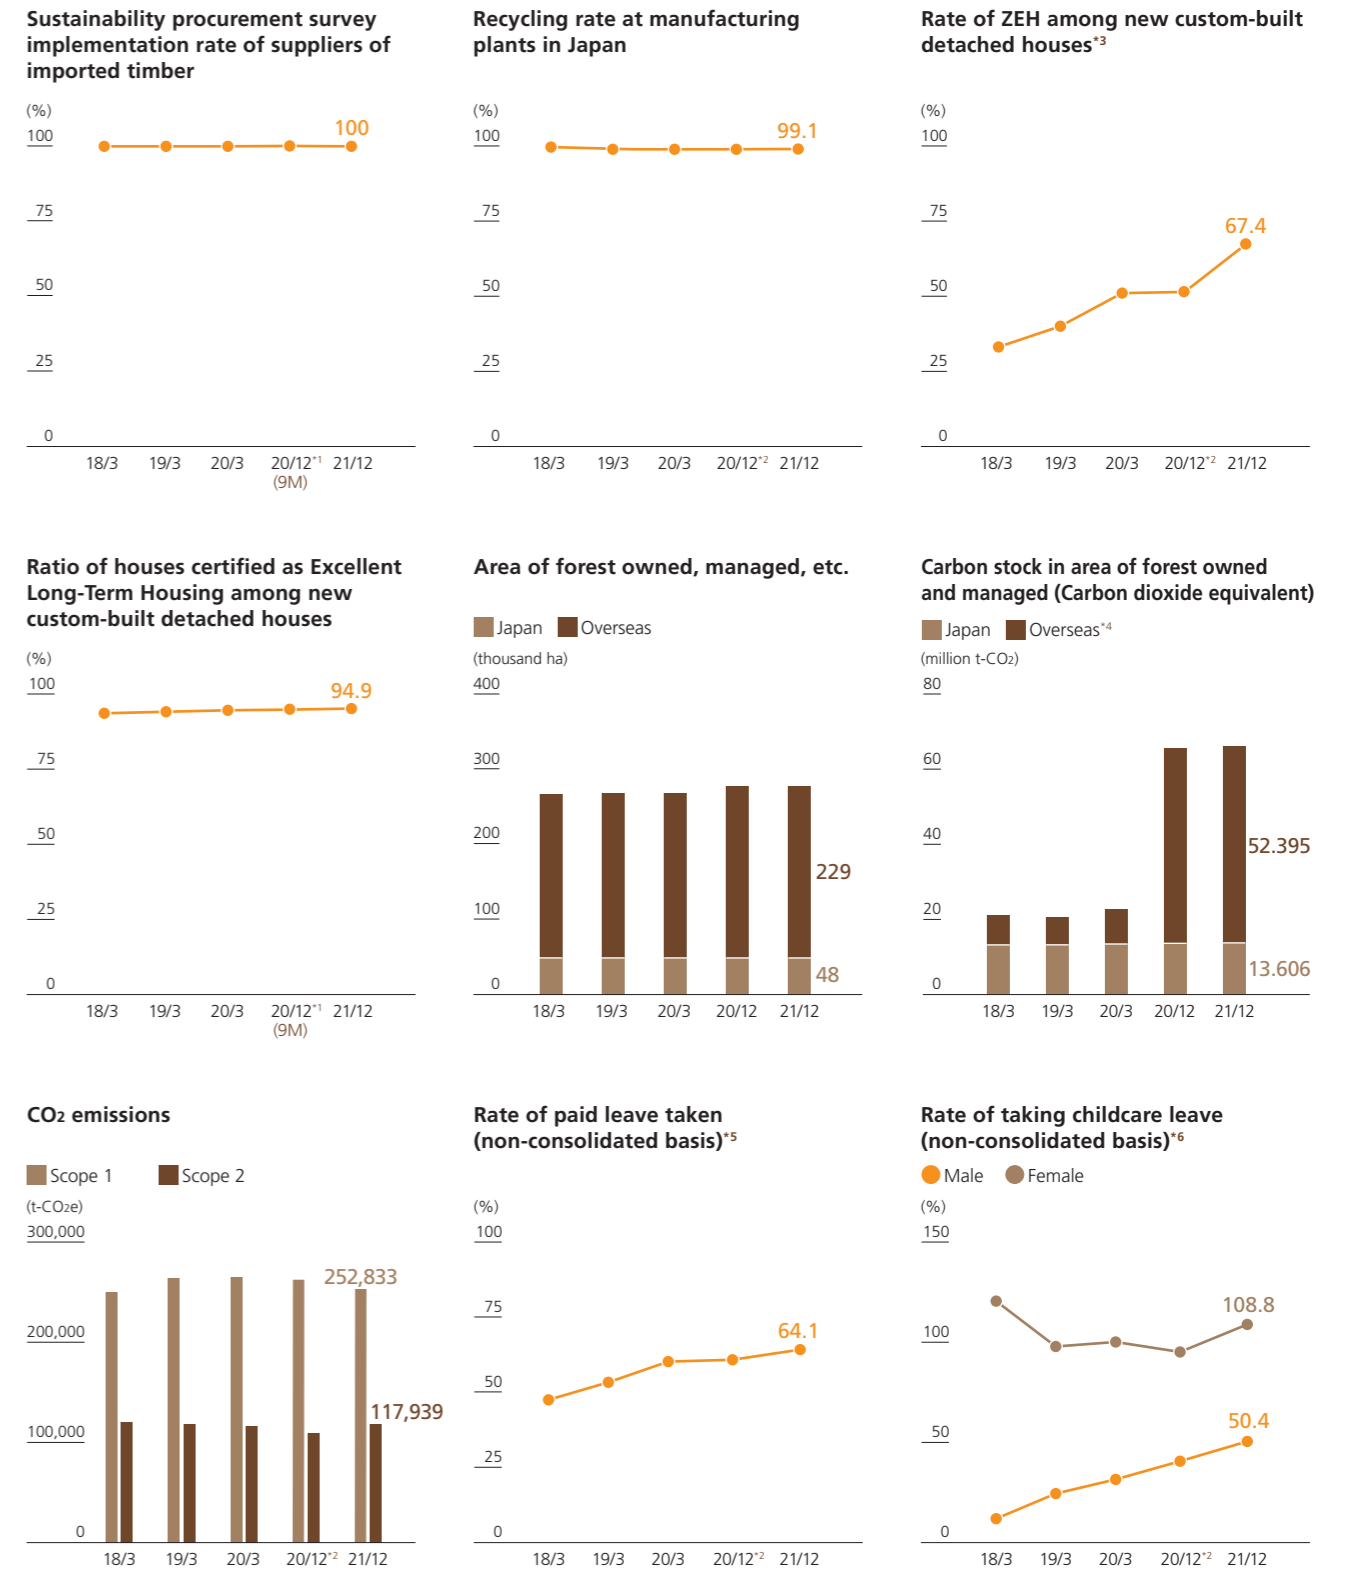 Sustainability procurement survey
implementation rate of suppliers of
imported timber
(%)
100
75
50
25
0
100
18/3 19/3 20/3 20/12*1 21/12
(9M)
Recycling rate at manufacturing
plants in Japan
(%)
100
75
50
25
0
99.1
18/3 19/3 20/3 20/12*2 21/12
Rate of ZEH among new custom-built
detached houses*3
(%)
100
75
50
25
0
67.4
18/3 19/3 20/3 20/12*2 21/12
Ratio of houses certified as Excellent
Long-Term Housing among new
custom-built detached houses
(%)
100
75
50
25
0
94.9
18/3 19/3 20/3 20/12*1 21/12
(9M)
Area of forest owned, managed, etc.
Japan Overseas
(thousand ha)
400
300
200
100
0
229
48
18/3 19/3 20/3 20/12 21/12
Carbon stock in area of forest owned
and managed (Carbon dioxide equivalent)
Japan Overseas*4
(million t-CO2)
80
60
40
20
0
52.395
13.606
18/3 19/3 20/3 20/12 21/12
CO2 emissions
Scope 1 Scope 2
(t-CO2e)
300,000
200,000
100,000
0
252,833
117,939
18/3 19/3 20/3 20/12*2 21/12
Rate of paid leave taken
(non-consolidated basis)*5
(%)
100
75
50
25
0
64.1
18/3 19/3 20/3 20/12*2 21/12
Rate of taking childcare leave
(non-consolidated basis)*6
Male Female
(%)
150
100
50
0
108.8
50.4
18/3 19/3 20/3 20/12*2 21/12